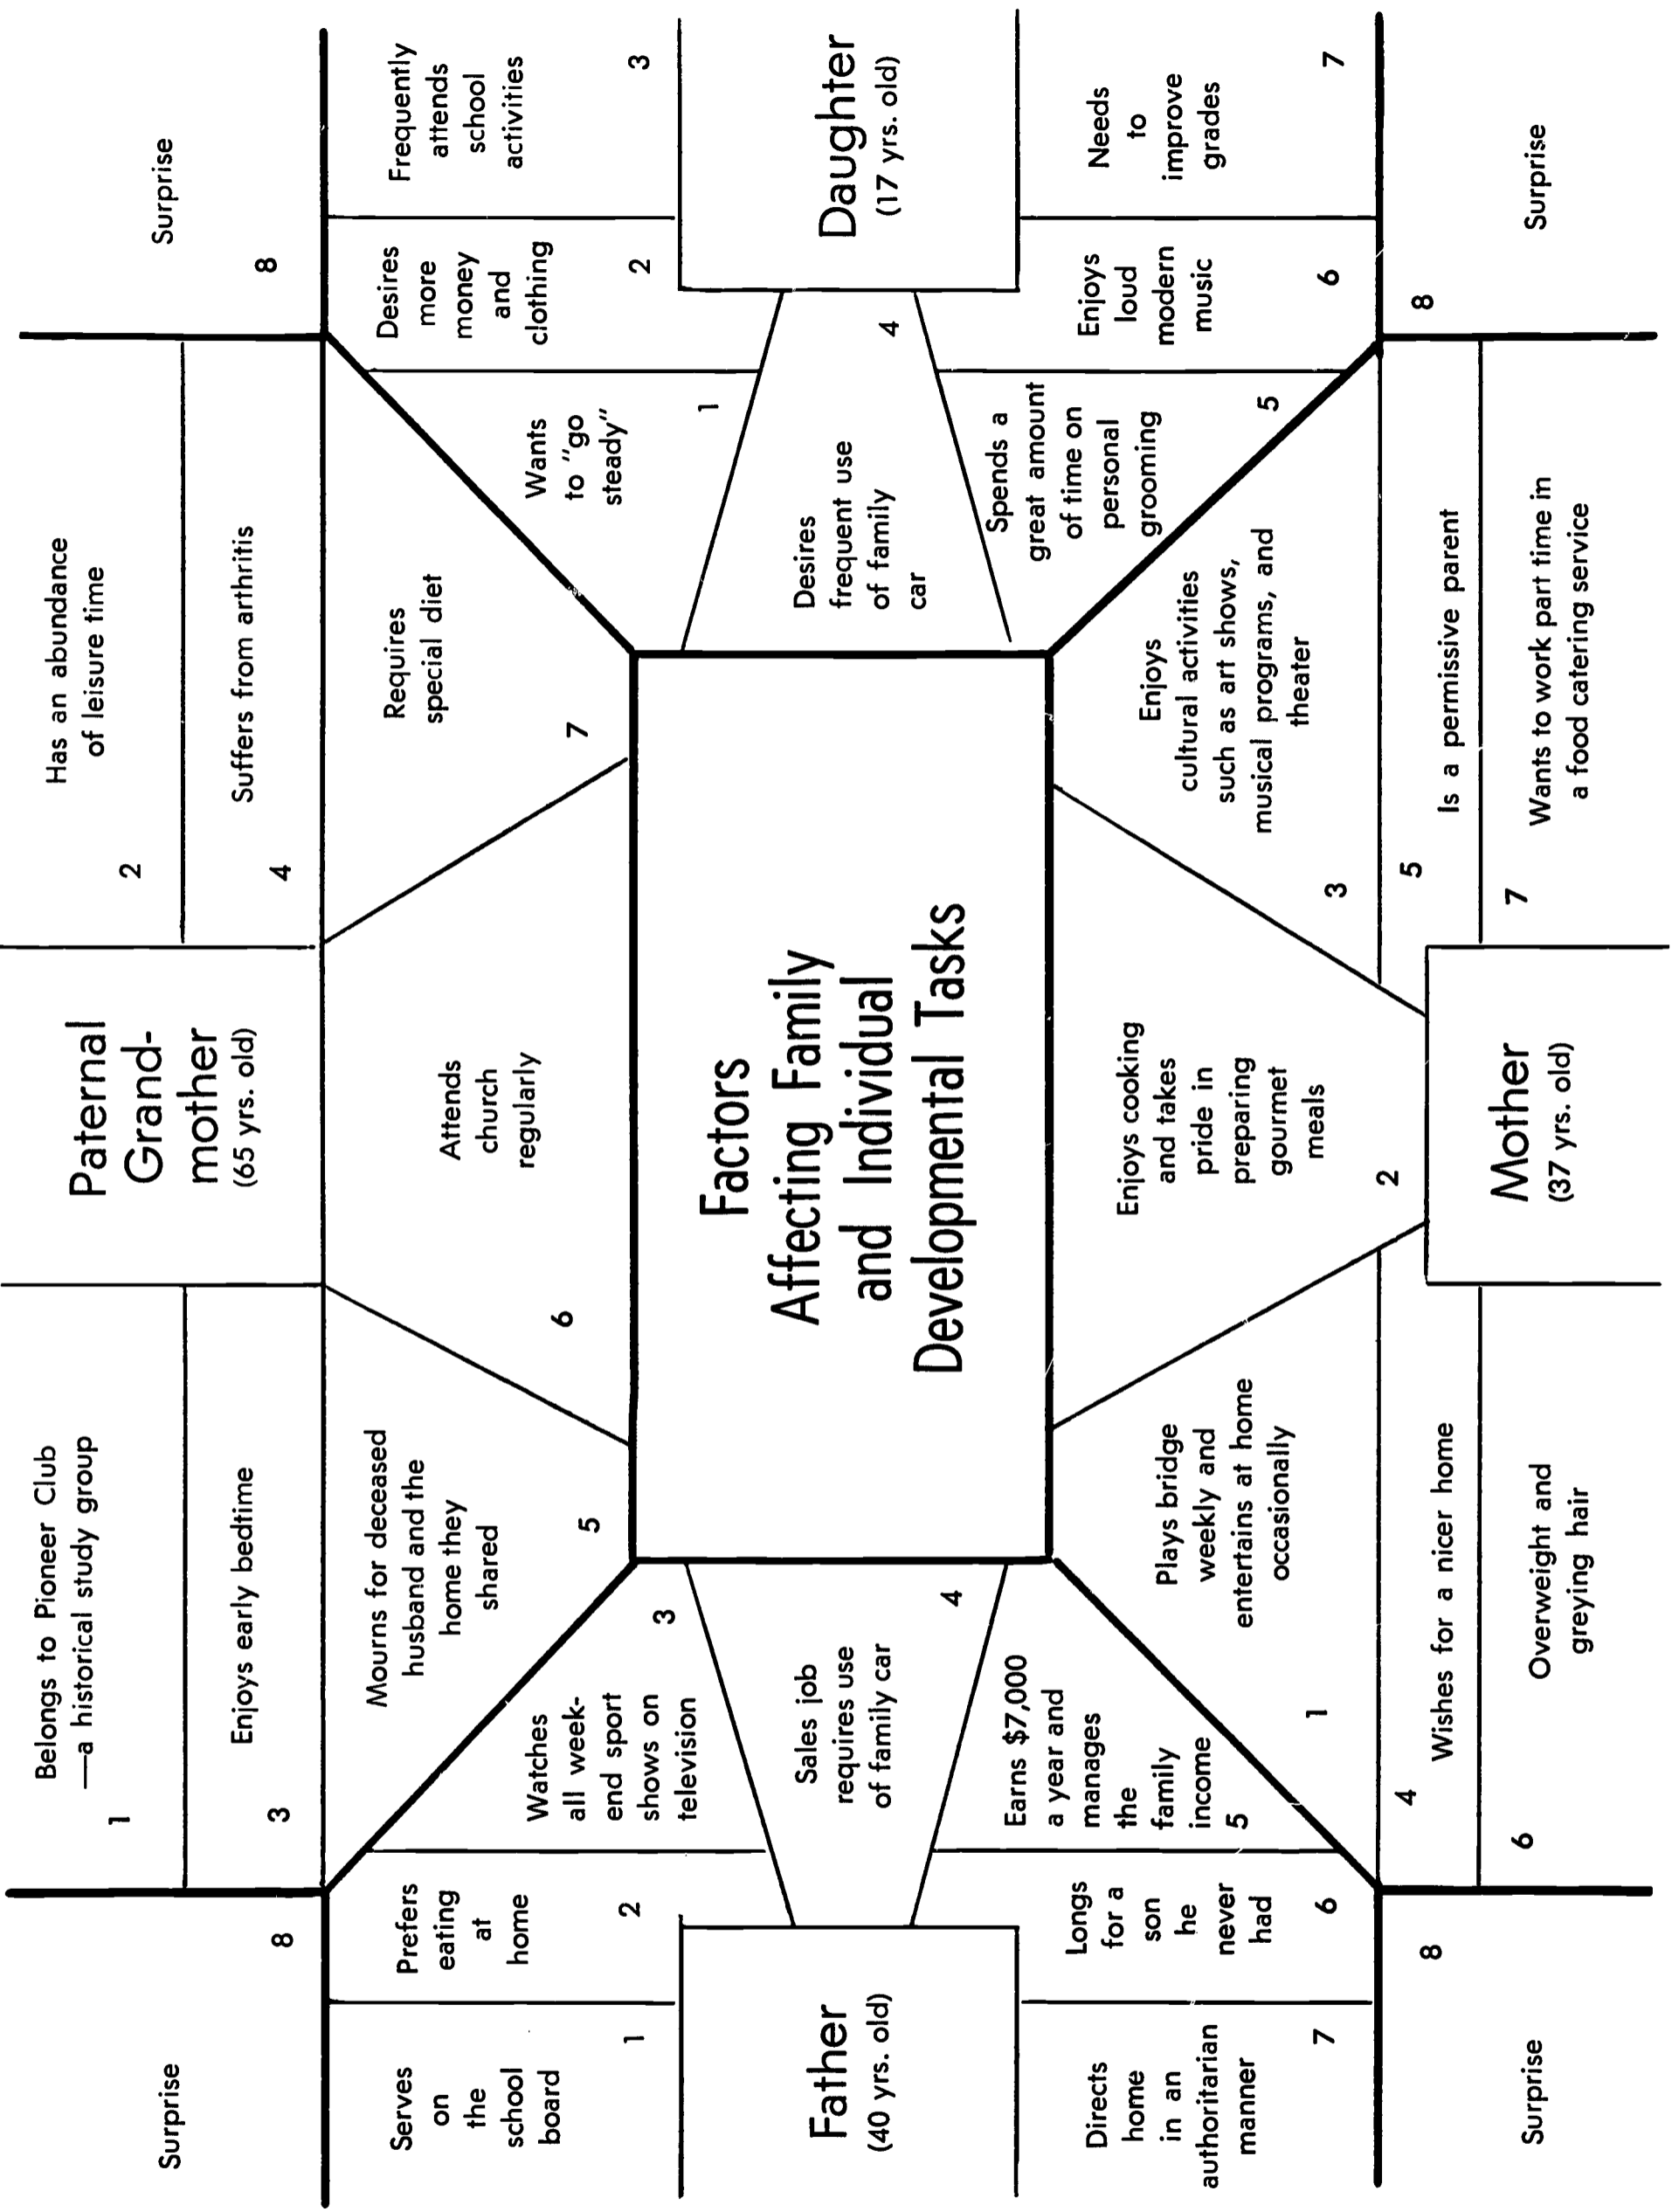 Surprise
8
Belongs to Pioneer Club
—a historical study group
1
Enjoys early bedtime
3
Paternal
Grand-
mother
(65 yrs. old)
Has an abundance
of leisure time
2
Suffers from arthritis
4
Surprise
8
Mourns for deceased
husband and the
home they
shared
5
Attends
church
regularly
6
Requires
special diet
7
Serves
on
the
school
board
1
Prefers
eating
at
home
2
Watches
all week-
end sport
shows on
television
3
Father
(40 yrs. old)
Sales job
requires use
of family car
4
Directs
home
in an
authoritarian
manner
7
Longs
for a
son
he
never
had
6
Earns $7,000
a year and
manages
the
family
income
5
Factors
Affecting Family
and Individual
Developmental Tasks
Wants
to "go
steady"
1
Desires
more
money
and
clothing
2
Frequently
attends
school
activities
3
Desires
frequent use
of family
car
4
Daughter
(17 yrs. old)
Spends a
great amount
of time on
personal
grooming
5
Enjoys
loud
modern
music
6
Needs
to
improve
grades
7
Plays bridge
weekly and
entertains at home
occasionally
1
Enjoys cooking
and takes
pride in
preparing
gourmet
meals
2
Enjoys
cultural activities
such as art shows,
musical programs, and
theater
3
Surprise
8
4
Wishes for a nicer home
6
Overweight and
greying hair
Mother
(37 yrs. old)
5
Is a permissive parent
7
Wants to work part time in
a food catering service
8
Surprise